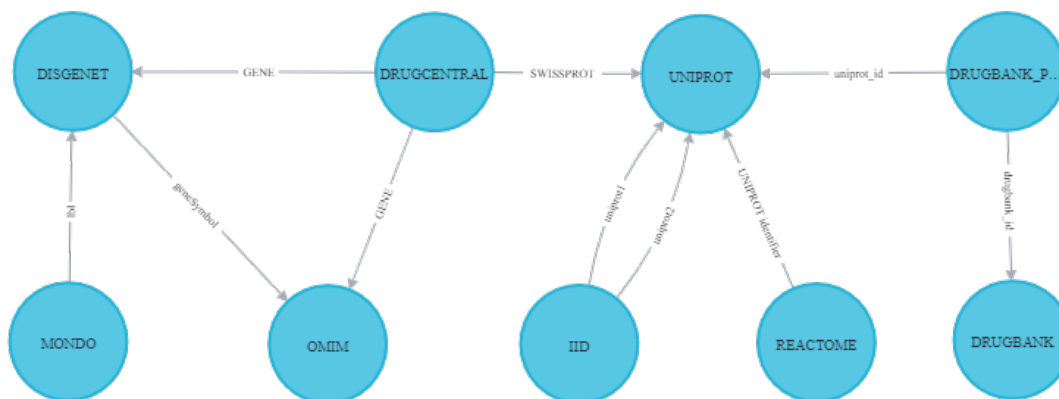 DISGENET
GENE
DRUGCENTRAL
SWISSPROT
UNIPROT
uniprot_id
DRUGBANK_P...
lbl
geneSymbol
GENE
uniprot1
uniprot2
UNIPROT identifier
drugbank_id
MONDO
OMIM
IID
REACTOME
DRUGBANK